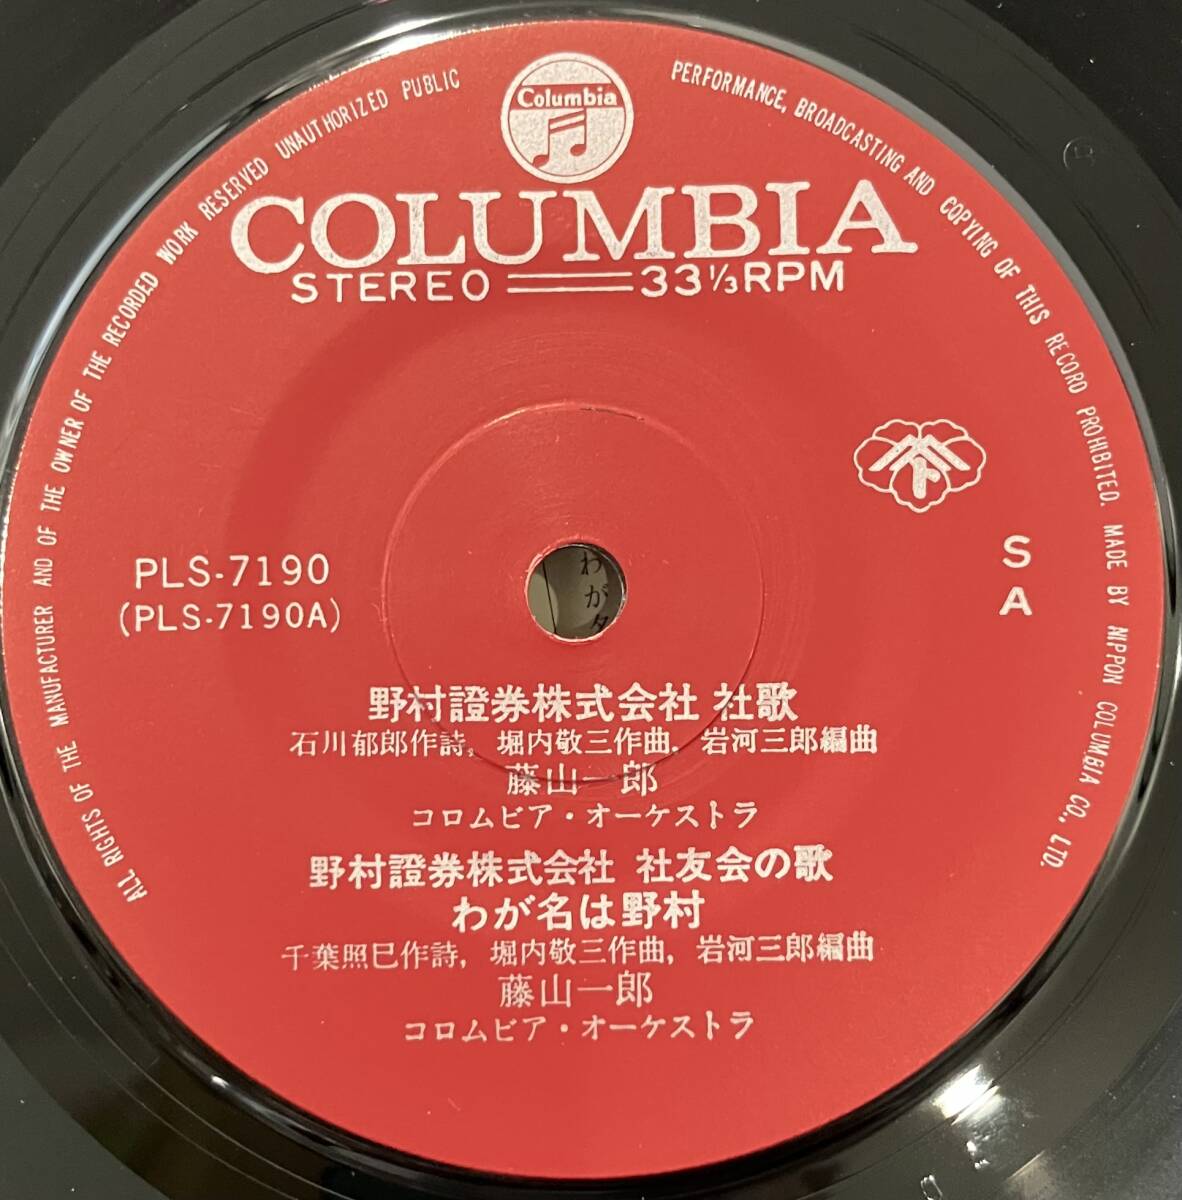 Columbia
COLUMBIA
STEREO 33⅓RPM
ALL RIGHTS OF THE MANUFACTURER AND OF THE OWNER OF THE RECORDED WORK RESERVED UNAUTHORIZED PUBLIC PERFORMANCE, BROADCASTING AND COPYING OF THIS RECORD PROHIBITED. MADE BY NIPPON COLUMBIA CO., LTD.
PLS-7190
(PLS-7190A)
S
A
わが名
野村證券株式会社 社歌
石川郁郎作詩, 堀内敬三作曲, 岩河三郎編曲
藤山一郎
コロムビア・オーケストラ
野村證券株式会社 社友会の歌
わが名は野村
千葉照巳作詩, 堀内敬三作曲, 岩河三郎編曲
藤山一郎
コロムビア・オーケストラ